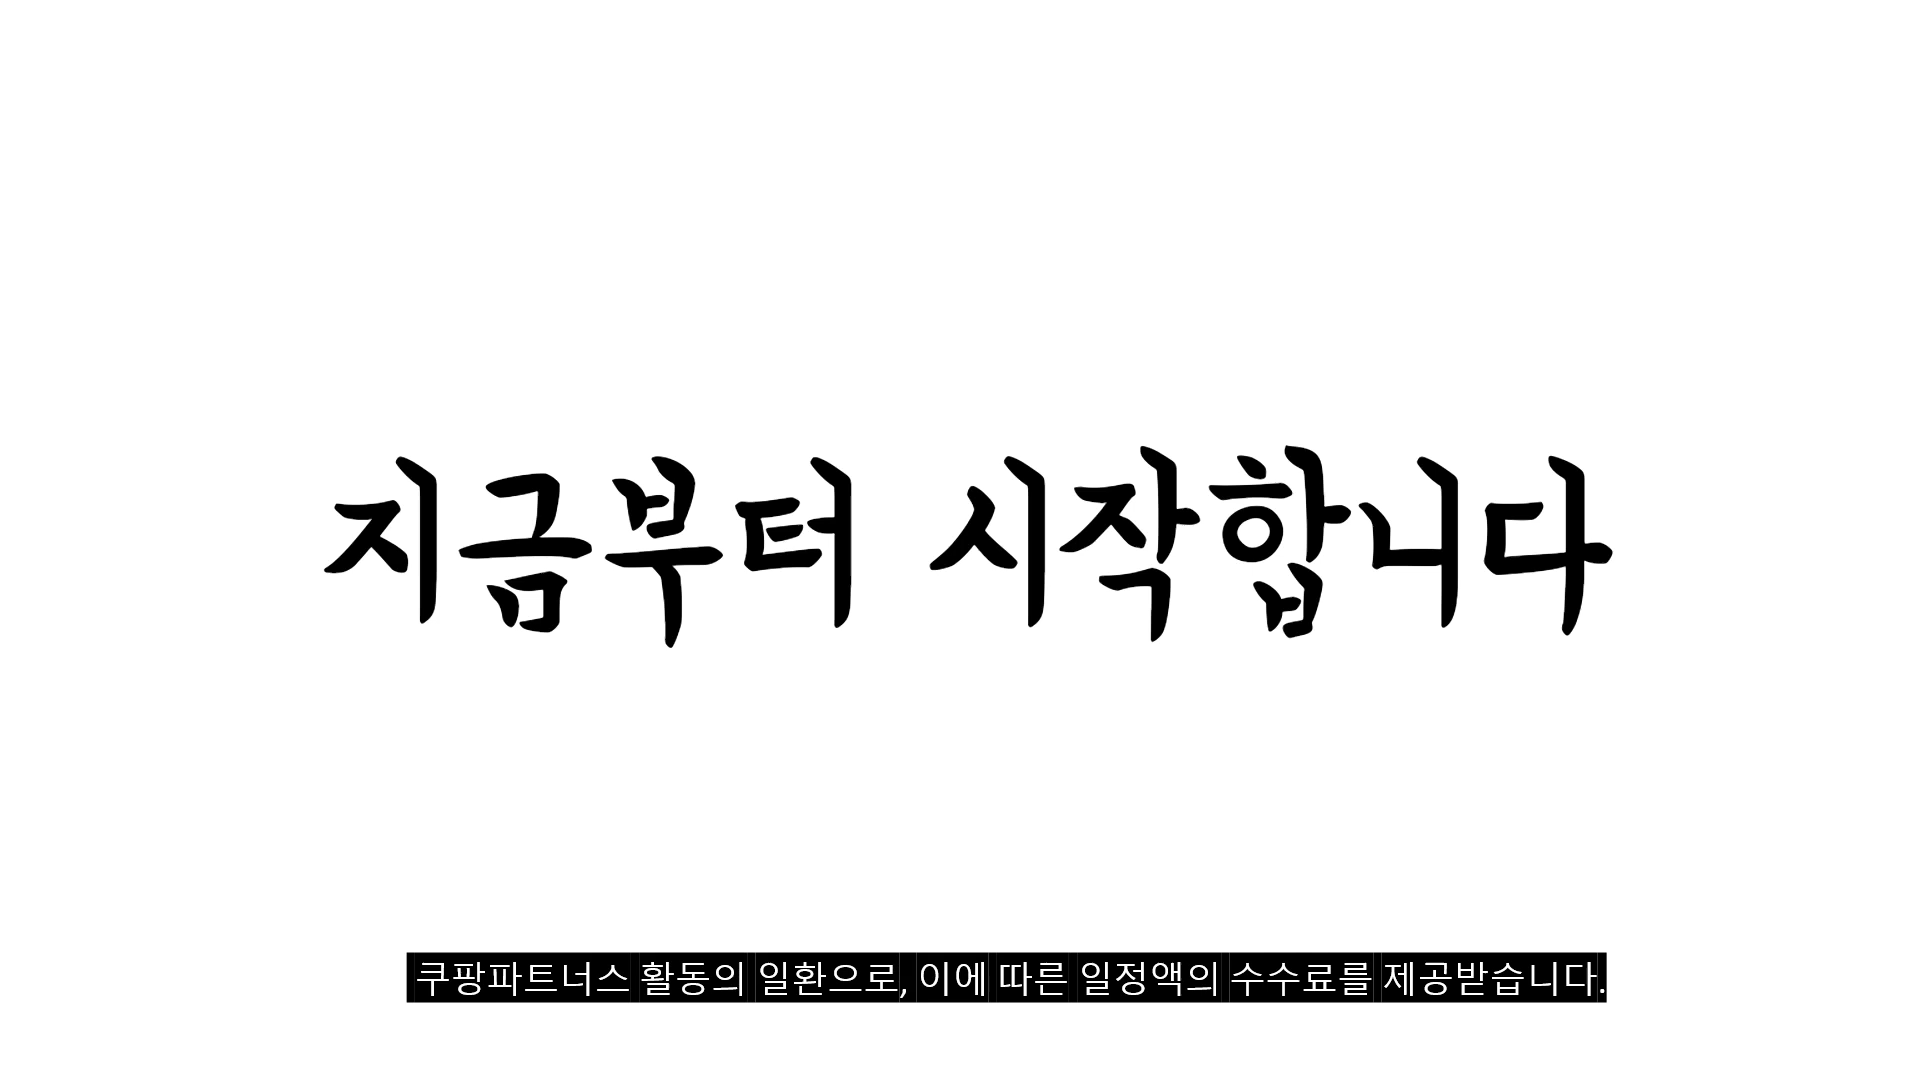 지금부터 시작합니다
쿠팡파트너스 활동의 일환으로, 이에 따른 일정액의 수수료를 제공받습니다.